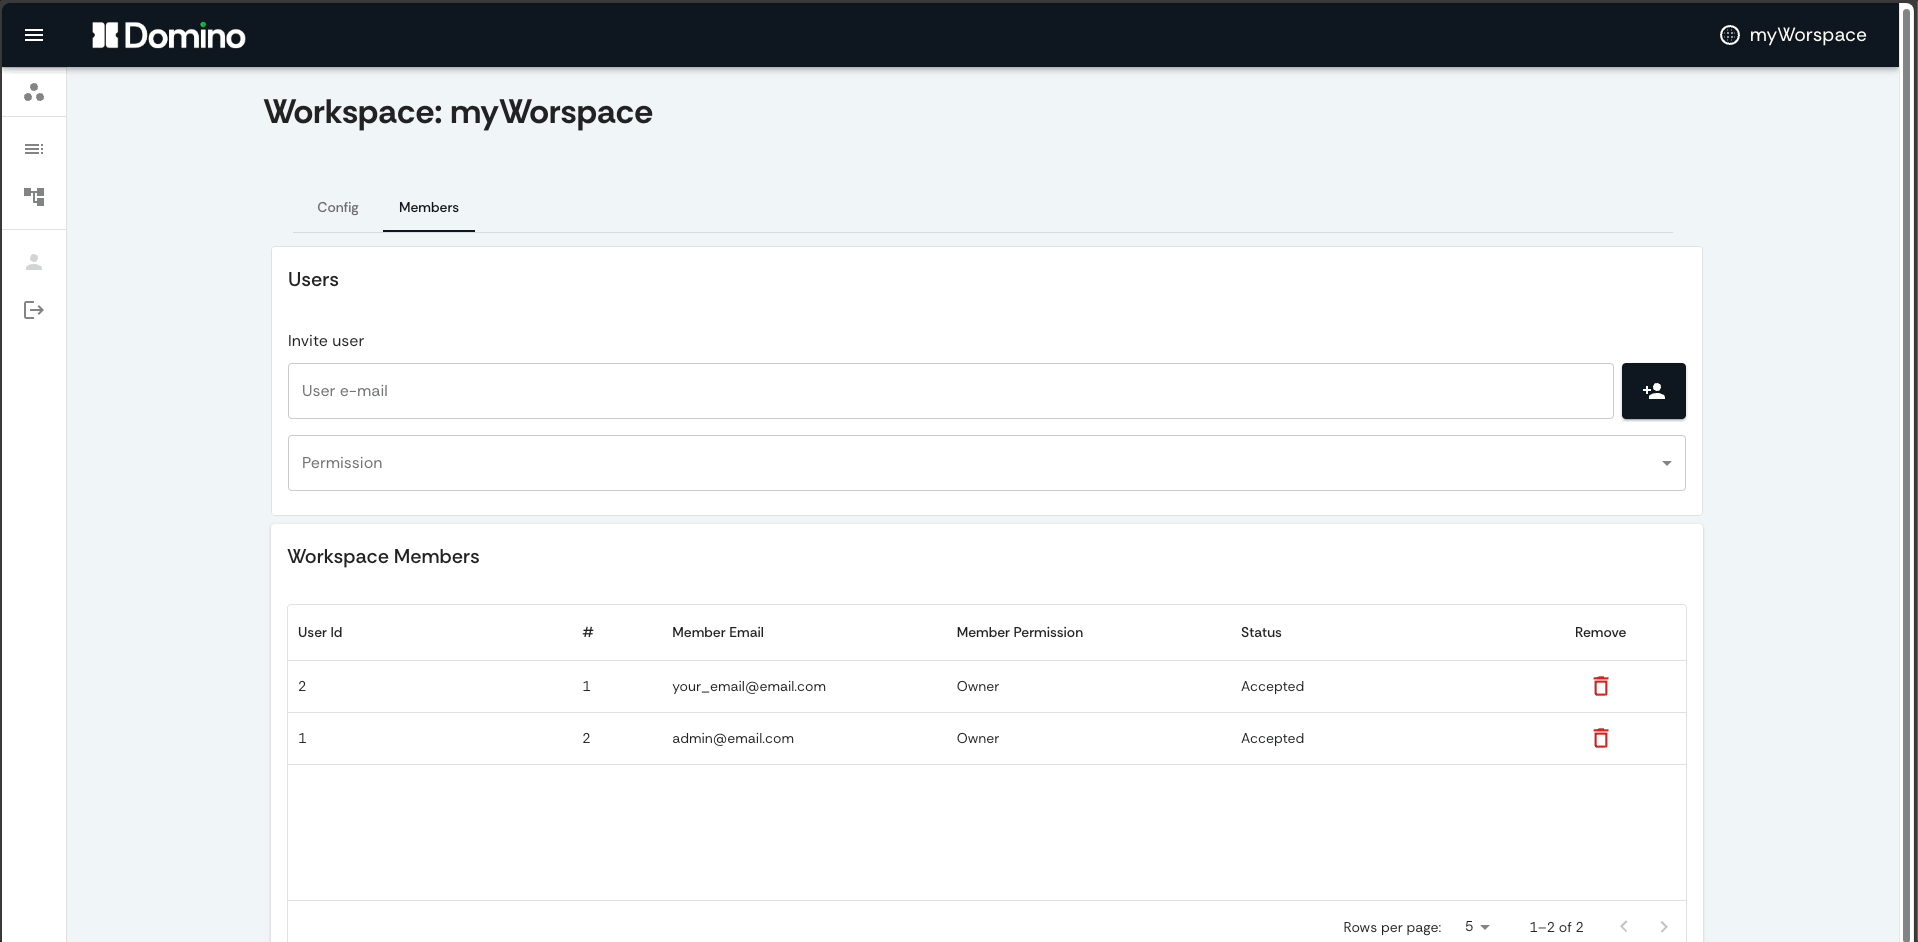 Domino
myWorspace
Workspace: myWorspace
Config Members
Users
Invite user
User e-mail
Permission
Workspace Members
User Id # Member Email Member Permission Status Remove
2 1 your_email@email.com Owner Accepted
1 2 admin@email.com Owner Accepted
Rows per page: 5 1–2 of 2